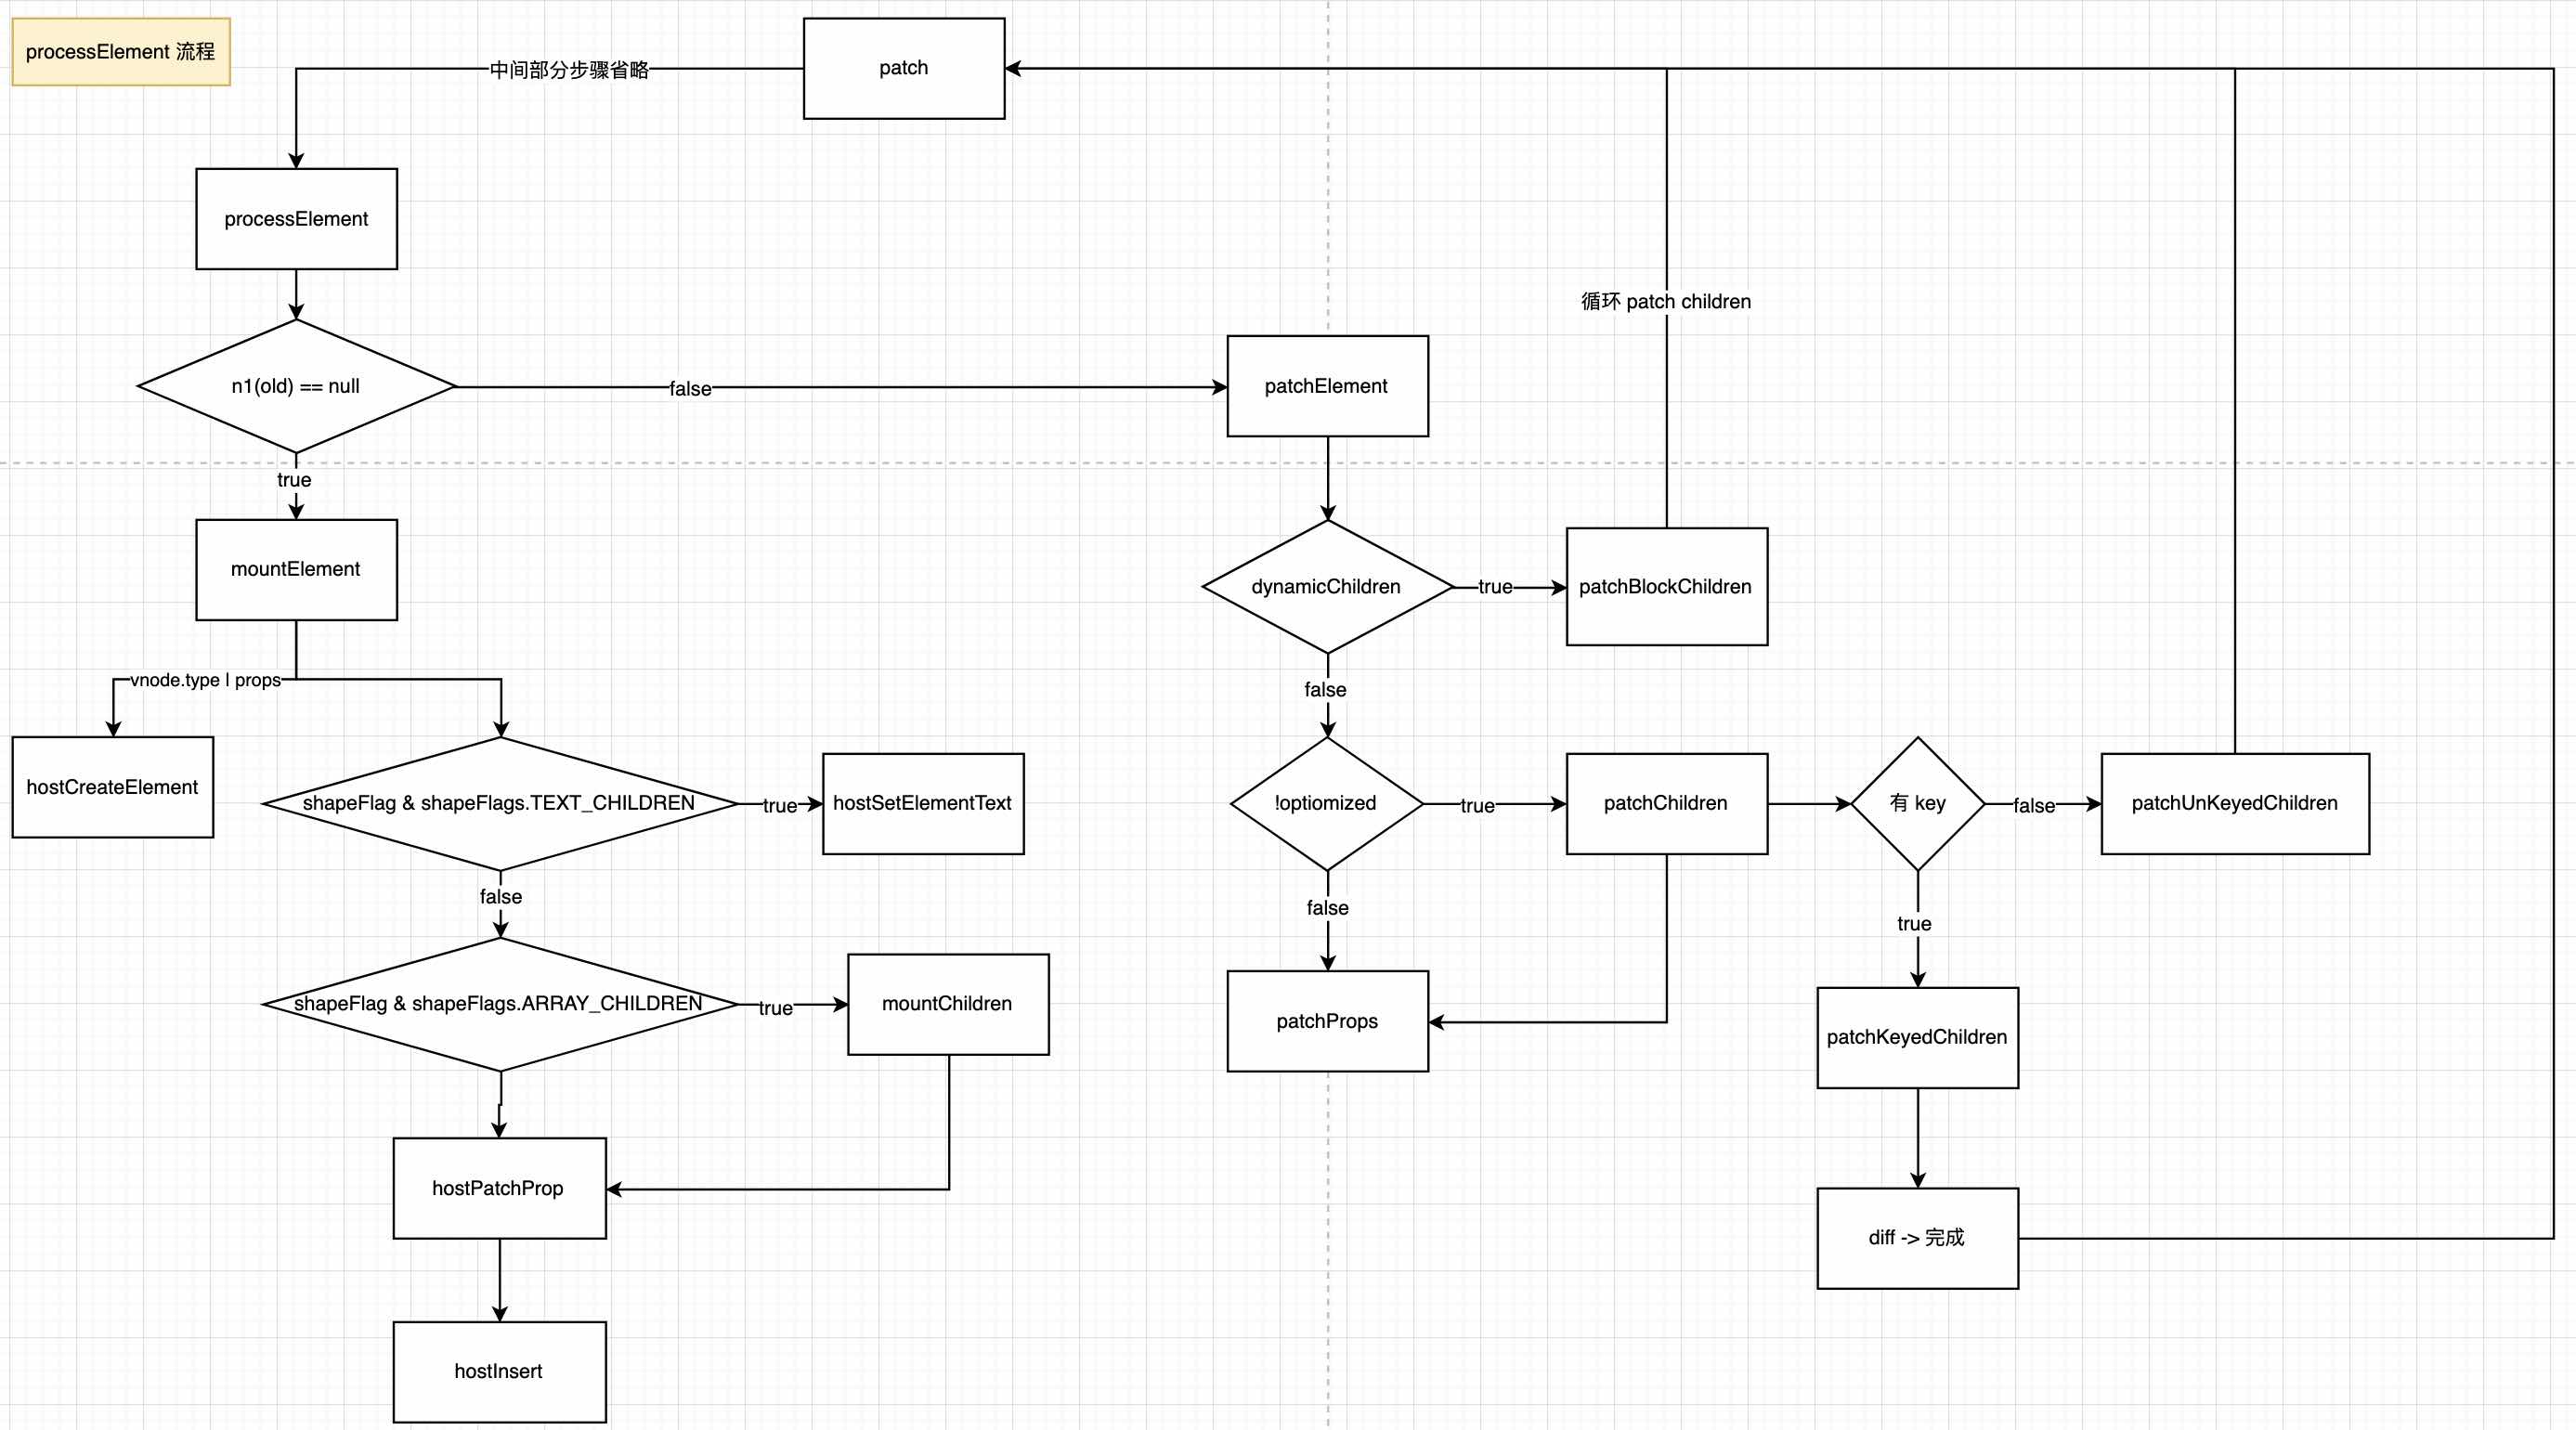 processElement 流程
patch
中间部分步骤省略
processElement
循环 patch children
n1(old) == null
false
patchElement
true
mountElement
dynamicChildren
true
patchBlockChildren
vnode.type | props
false
hostCreateElement
shapeFlag & shapeFlags.TEXT_CHILDREN
true
hostSetElementText
!optiomized
true
patchChildren
有 key
false
patchUnKeyedChildren
false
false
true
shapeFlag & shapeFlags.ARRAY_CHILDREN
true
mountChildren
patchProps
patchKeyedChildren
hostPatchProp
diff -> 完成
hostInsert